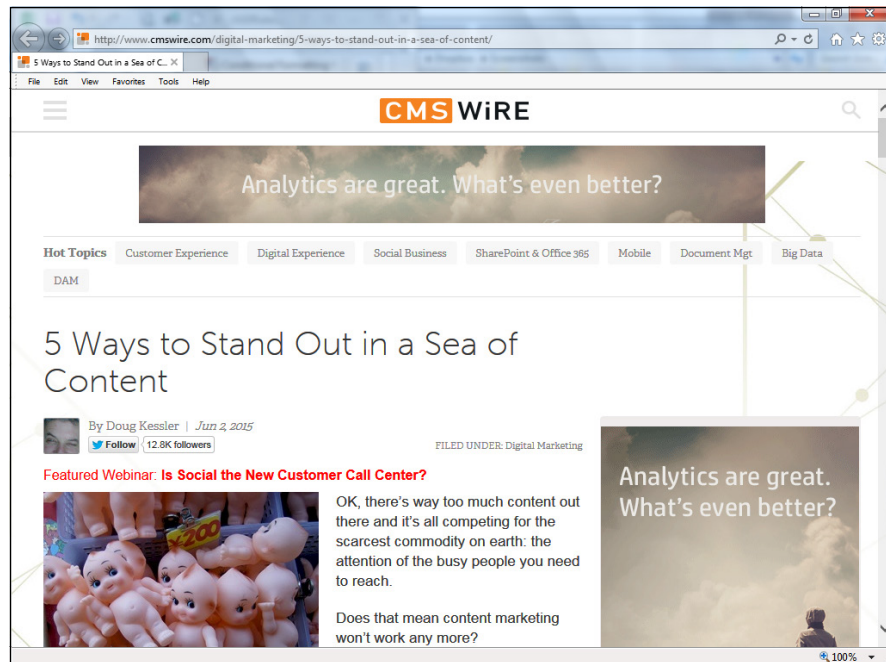 http://www.cmswire.com/digital-marketing/5-ways-to-stand-out-in-a-sea-of-content/
5 Ways to Stand Out in a Sea of C...
File Edit View Favorites Tools Help
CMS WiRE
Analytics are great. What's even better?
Hot Topics Customer Experience Digital Experience Social Business SharePoint & Office 365 Mobile Document Mgt Big Data
DAM
5 Ways to Stand Out in a Sea of
Content
By Doug Kessler | Jun 2, 2015
Follow 12.8K followers
FILED UNDER: Digital Marketing
Featured Webinar: Is Social the New Customer Call Center?
¥200
OK, there's way too much content out
there and it's all competing for the
scarcest commodity on earth: the
attention of the busy people you need
to reach.
Does that mean content marketing
won't work any more?
Analytics are great.
What's even better?
100%